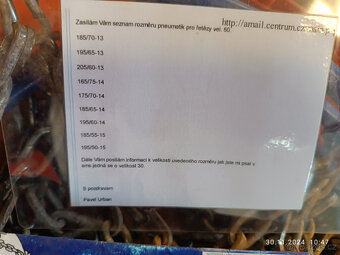 Zasílám Vám seznam rozměru pneumatik pro řetězy vel. 60.
http://amail.centrum.cz
185/70-13
195/65-13
205/60-13
165/75-14
175/70-14
185/65-14
195/60-14
185/55-15
195/50-15
Dále Vám posílám informaci k velikosti uvedeného rozměru jak jste mi psal v
sms jedná se o velikost 30.
S pozdravem
Pavel Urban
30.11.2024 10:47